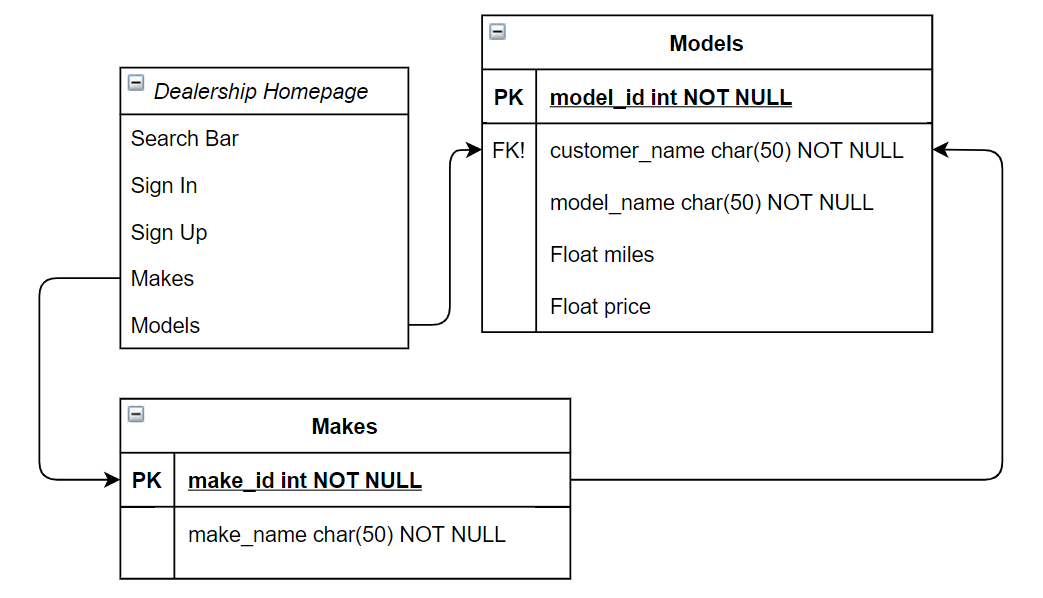 Models
PK model_id int NOT NULL
FK! customer_name char(50) NOT NULL
model_name char(50) NOT NULL
Float miles
Float price
Dealership Homepage
Search Bar
Sign In
Sign Up
Makes
Models
Makes
PK make_id int NOT NULL
make_name char(50) NOT NULL